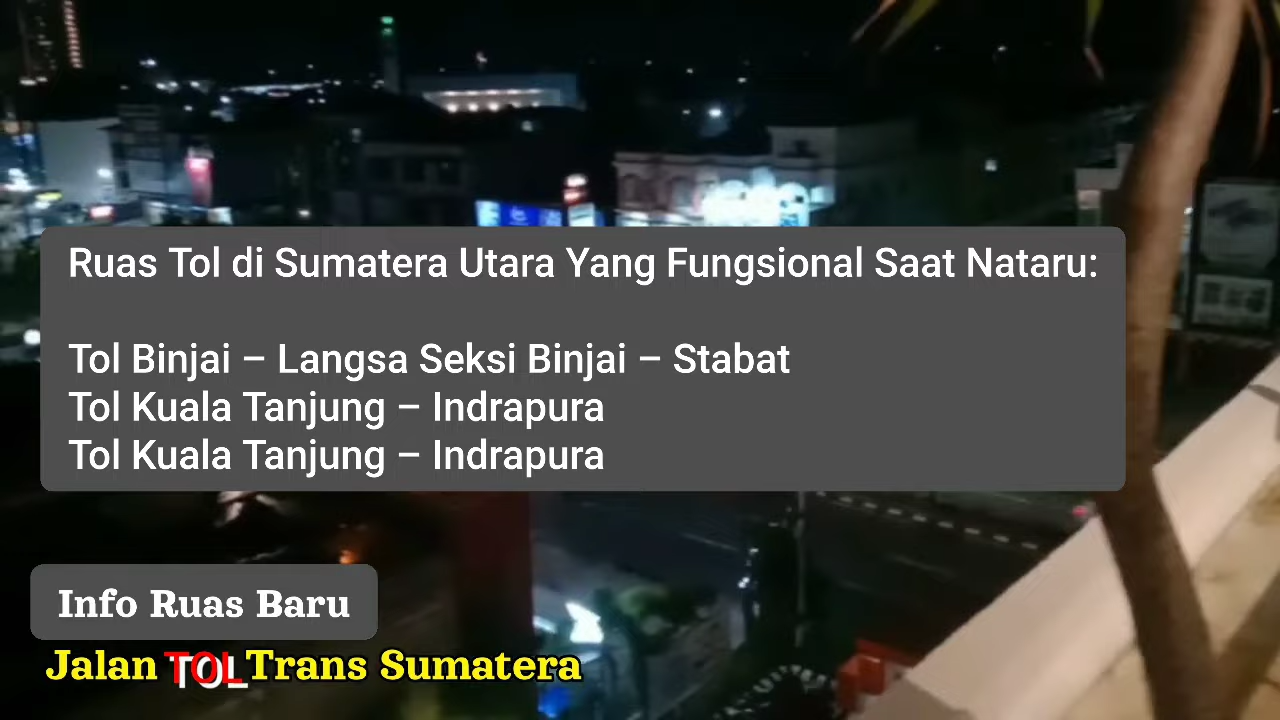 Ruas Tol di Sumatera Utara Yang Fungsional Saat Nataru:
Tol Binjai – Langsa Seksi Binjai – Stabat
Tol Kuala Tanjung – Indrapura
Tol Kuala Tanjung – Indrapura
Info Ruas Baru
Jalan TOL Trans Sumatera